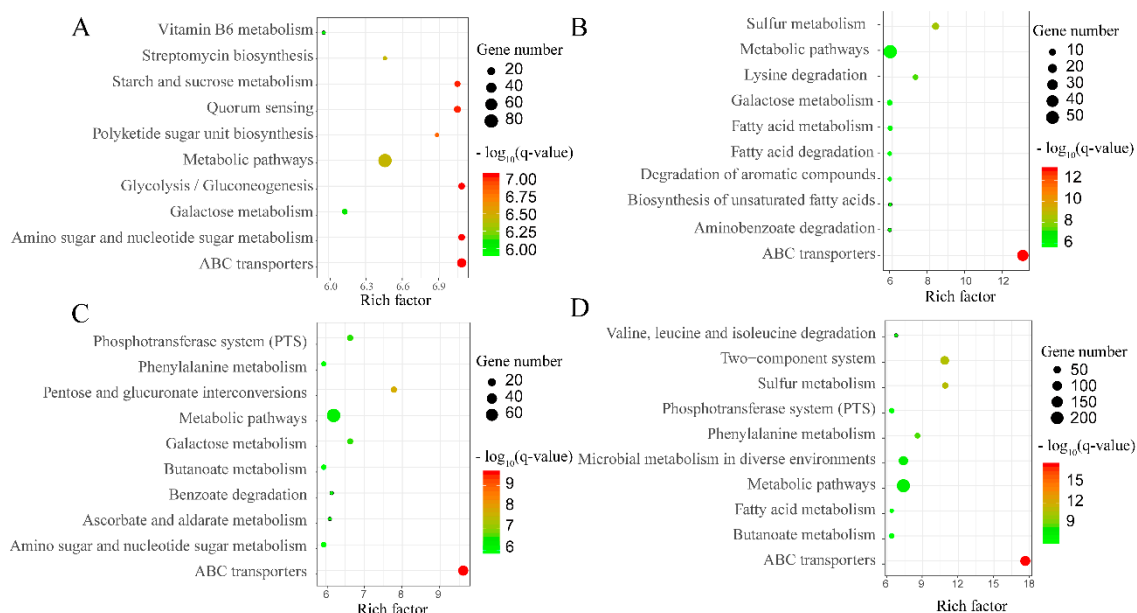 A
Vitamin B6 metabolism
Streptomycin biosynthesis
Starch and sucrose metabolism
Quorum sensing
Polyketide sugar unit biosynthesis
Metabolic pathways
Glycolysis / Gluconeogenesis
Galactose metabolism
Amino sugar and nucleotide sugar metabolism
ABC transporters
6.0 6.3 6.6 6.9
Rich factor
Gene number
20
40
60
80
- log10(q-value)
7.00
6.75
6.50
6.25
6.00
B
Sulfur metabolism
Metabolic pathways
Lysine degradation
Galactose metabolism
Fatty acid metabolism
Fatty acid degradation
Degradation of aromatic compounds
Biosynthesis of unsaturated fatty acids
Aminobenzoate degradation
ABC transporters
6 8 10 12
Rich factor
Gene number
10
20
30
40
50
- log10(q-value)
12
10
8
6
C
Phosphotransferase system (PTS)
Phenylalanine metabolism
Pentose and glucuronate interconversions
Metabolic pathways
Galactose metabolism
Butanoate metabolism
Benzoate degradation
Ascorbate and aldarate metabolism
Amino sugar and nucleotide sugar metabolism
ABC transporters
6 7 8 9
Rich factor
Gene number
20
40
60
- log10(q-value)
9
8
7
6
D
Valine, leucine and isoleucine degradation
Two−component system
Sulfur metabolism
Phosphotransferase system (PTS)
Phenylalanine metabolism
Microbial metabolism in diverse environments
Metabolic pathways
Fatty acid metabolism
Butanoate metabolism
ABC transporters
6 9 12 15 18
Rich factor
Gene number
50
100
150
200
- log10(q-value)
15
12
9